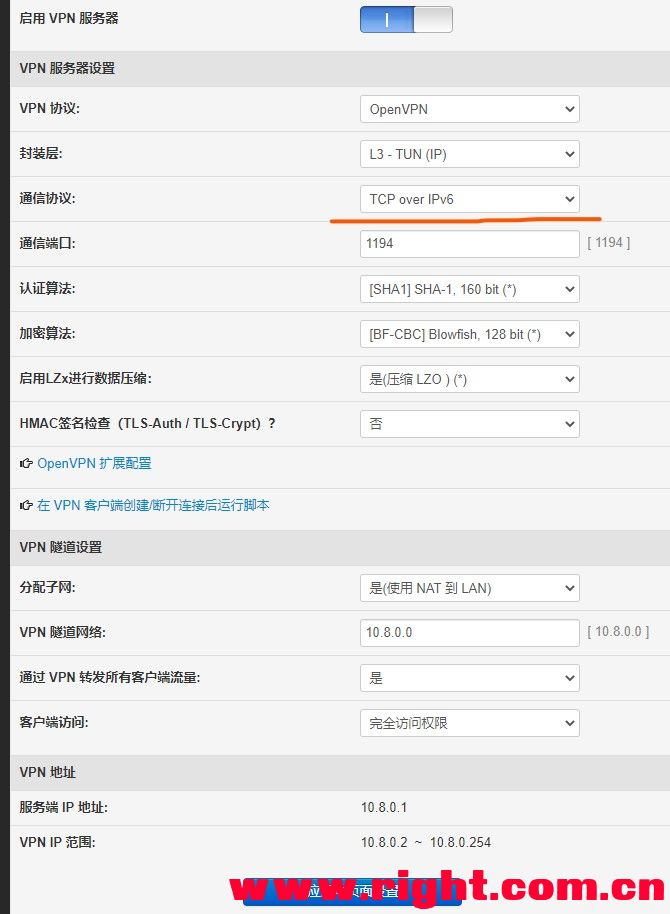 启用 VPN 服务器
VPN 服务器设置
VPN 协议: OpenVPN
封装层: L3 - TUN (IP)
通信协议: TCP over IPv6
通信端口: 1194 [ 1194 ]
认证算法: [SHA1] SHA-1, 160 bit (*)
加密算法: [BF-CBC] Blowfish, 128 bit (*)
启用LZx进行数据压缩: 是(压缩 LZO ) (*)
HMAC签名检查（TLS-Auth / TLS-Crypt）? 否
OpenVPN 扩展配置
在 VPN 客户端创建/断开连接后运行脚本
VPN 隧道设置
分配子网: 是(使用 NAT 到 LAN)
VPN 隧道网络: 10.8.0.0 [ 10.8.0.0 ]
通过 VPN 转发所有客户端流量: 是
客户端访问: 完全访问权限
VPN 地址
服务端 IP 地址: 10.8.0.1
VPN IP 范围: 10.8.0.2 ~ 10.8.0.254
www.right.com.cn